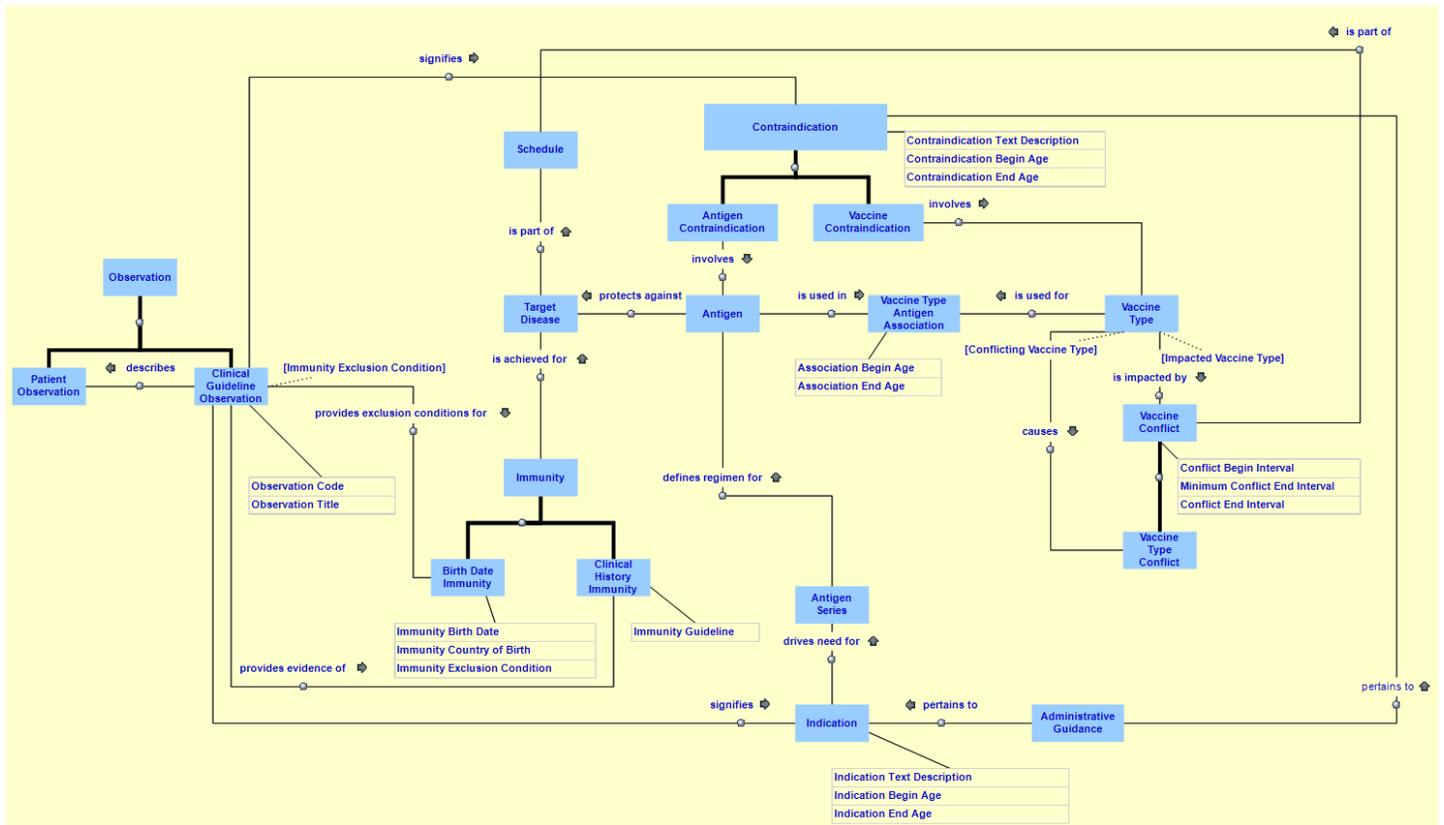 is part of
signifies
Contraindication
Contraindication Text Description
Contraindication Begin Age
Contraindication End Age
Schedule
Antigen
Contraindication
Vaccine
Contraindication
involves
is part of
involves
Observation
Target
Disease
protects against
Antigen
is used in
Vaccine Type
Antigen
Association
is used for
Vaccine
Type
[Conflicting Vaccine Type]
[Impacted Vaccine Type]
is achieved for
describes
[Immunity Exclusion Condition]
Association Begin Age
Association End Age
is impacted by
Patient
Observation
Clinical
Guideline
Observation
provides exclusion conditions for
Vaccine
Conflict
causes
Conflict Begin Interval
Minimum Conflict End Interval
Conflict End Interval
Immunity
defines regimen for
Observation Code
Observation Title
Vaccine
Type
Conflict
Birth Date
Immunity
Clinical
History
Immunity
Antigen
Series
Immunity Birth Date
Immunity Country of Birth
Immunity Exclusion Condition
Immunity Guideline
drives need for
provides evidence of
pertains to
signifies
pertains to
Indication
Administrative
Guidance
Indication Text Description
Indication Begin Age
Indication End Age